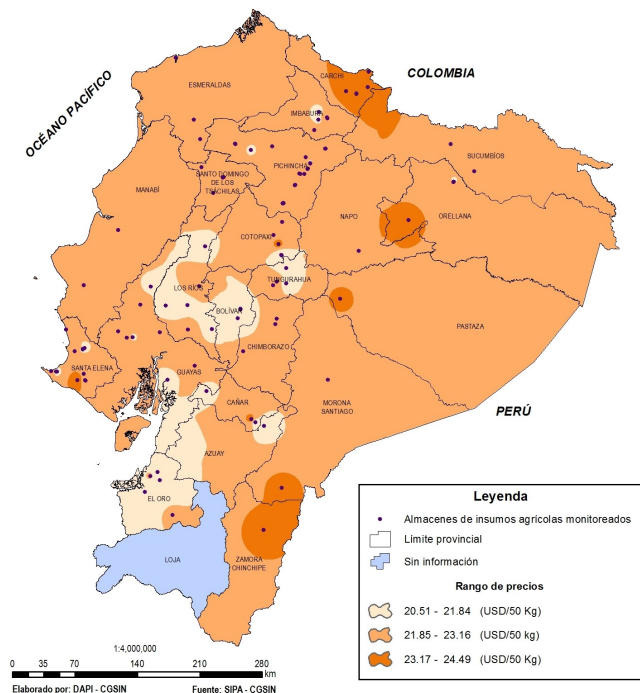 OCÉANO PACÍFICO
COLOMBIA
ESMERALDAS
CARCHI
IMBABURA
SUCUMBÍOS
PICHINCHA
SANTO DOMINGO
DE LOS
TSÁCHILAS
MANABÍ
NAPO
ORELLANA
COTOPAXI
LOS RÍOS
TUNGURAHUA
BOLÍVAR
PASTAZA
CHIMBORAZO
SANTA ELENA
GUAYAS
MORONA
SANTIAGO
CAÑAR
PERÚ
AZUAY
EL ORO
LOJA
ZAMORA
CHINCHIPE
Leyenda
Almacenes de insumos agrícolas monitoreados
Límite provincial
Sin información
Rango de precios
20.51 - 21.84 (USD/50 Kg)
21.85 - 23.16 (USD/50 kg)
23.17 - 24.49 (USD/50 Kg)
1:4,000,000
0 35 70 140 210 280
km
Elaborado por: DAPI - CGSIN Fuente: SIPA - CGSIN